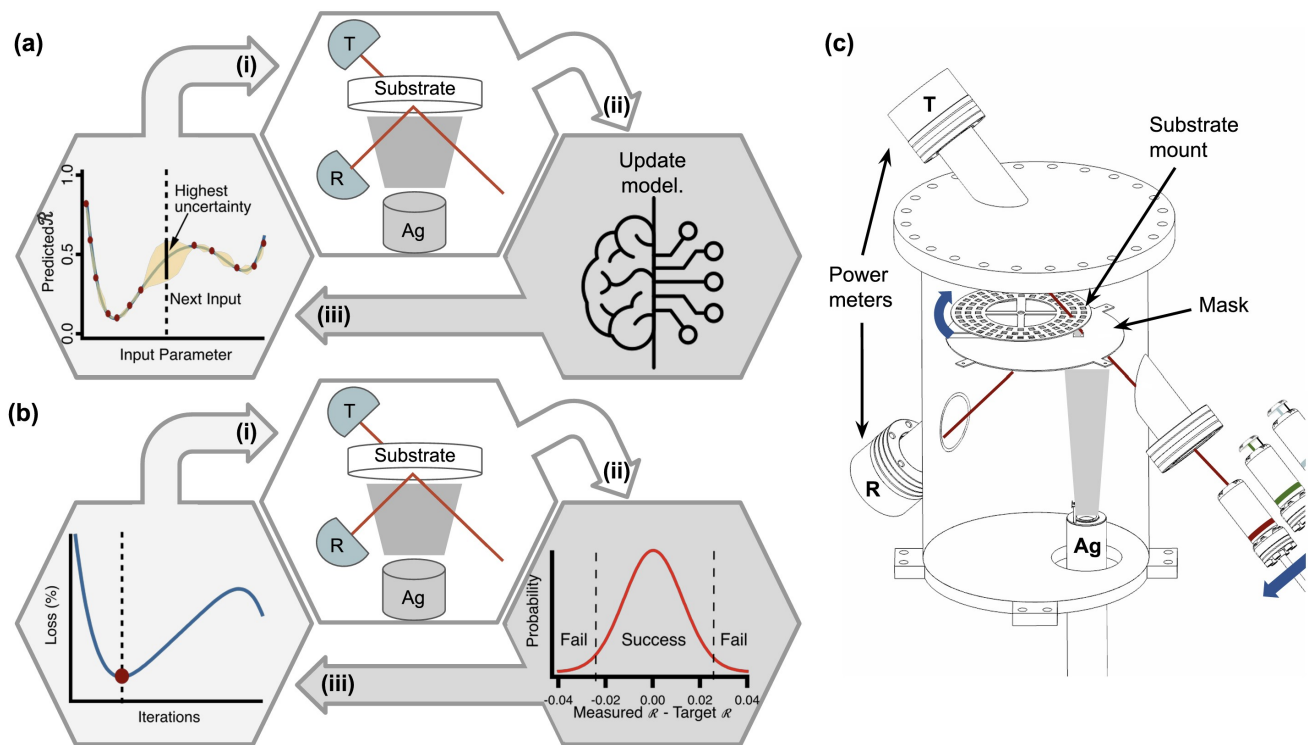 (a)
(i)
T
Substrate
R
Ag
(ii)
1.0
0.5
0.0
Predicted ℛ
Highest
uncertainty
Next Input
Input Parameter
Update
model.
(iii)
(b)
(i)
T
Substrate
R
Ag
(ii)
Loss (%)
Iterations
Probability
Fail
Success
Fail
-0.04
-0.02
0.00
0.02
0.04
Measured ℛ - Target ℛ
(iii)
(c)
T
Substrate
mount
Power
meters
Mask
R
Ag